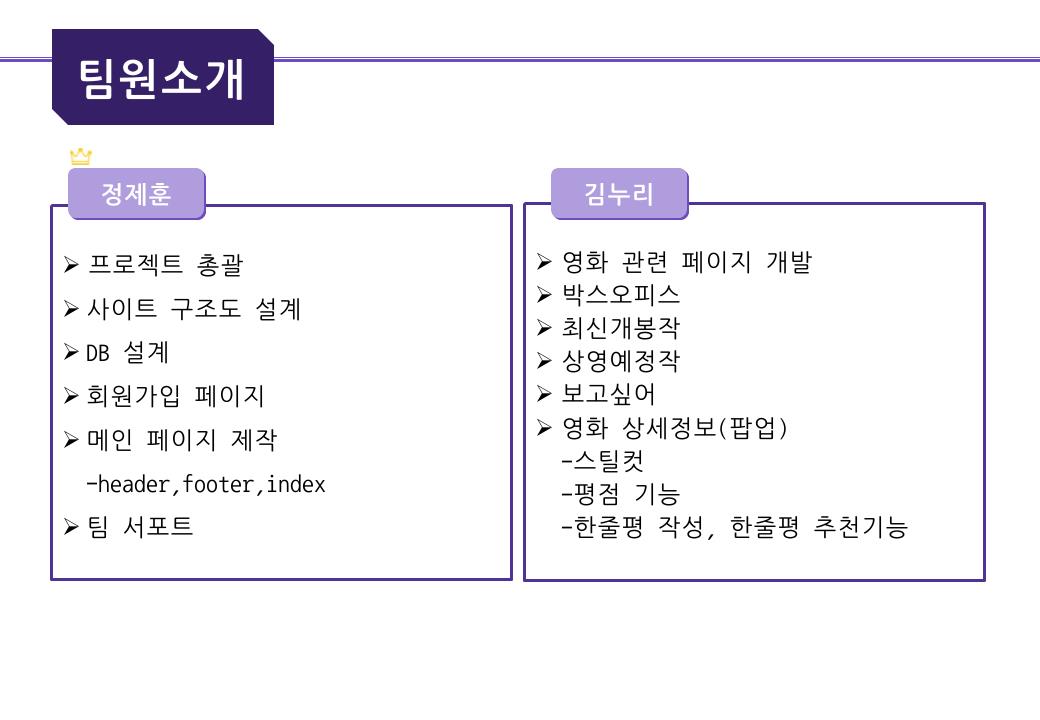 팀원소개
정제훈
➢ 프로젝트 총괄
➢ 사이트 구조도 설계
➢ DB 설계
➢ 회원가입 페이지
➢ 메인 페이지 제작
-header,footer,index
➢ 팀 서포트
김누리
➢ 영화 관련 페이지 개발
➢ 박스오피스
➢ 최신개봉작
➢ 상영예정작
➢ 보고싶어
➢ 영화 상세정보(팝업)
-스틸컷
-평점 기능
-한줄평 작성, 한줄평 추천기능